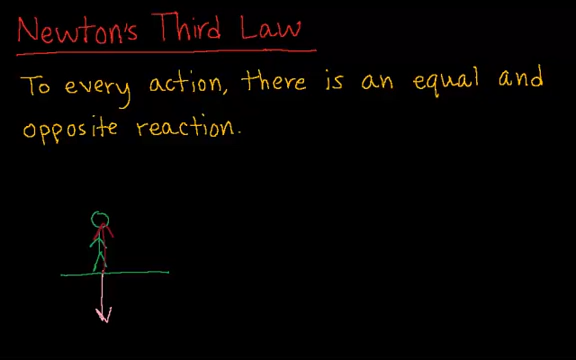 Newton's Third Law
To every action, there is an equal and
opposite reaction.